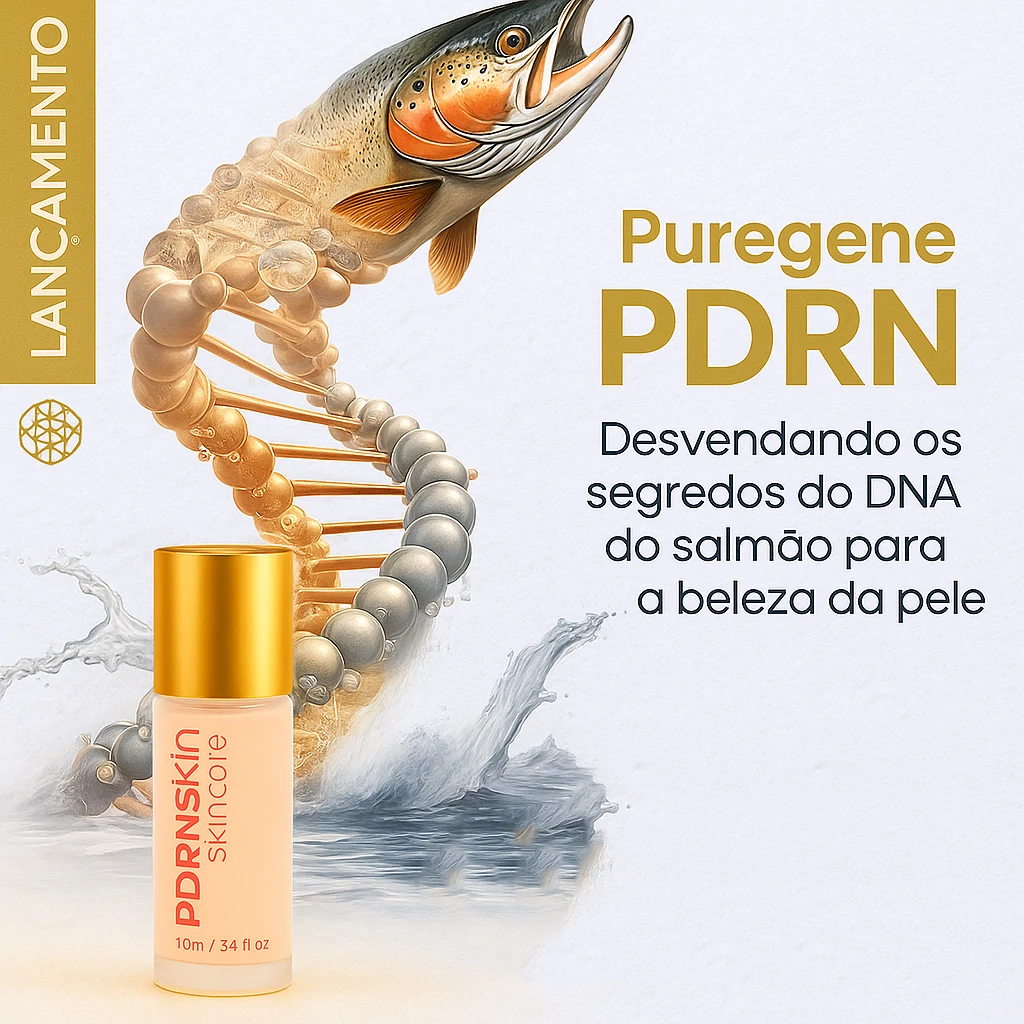 LANÇAMENTO
Puregene
PDRN
Desvendando os
segredos do DNA
do salmão para
a beleza da pele
PDRNSKIN
skincore
10m / 34 fl oz